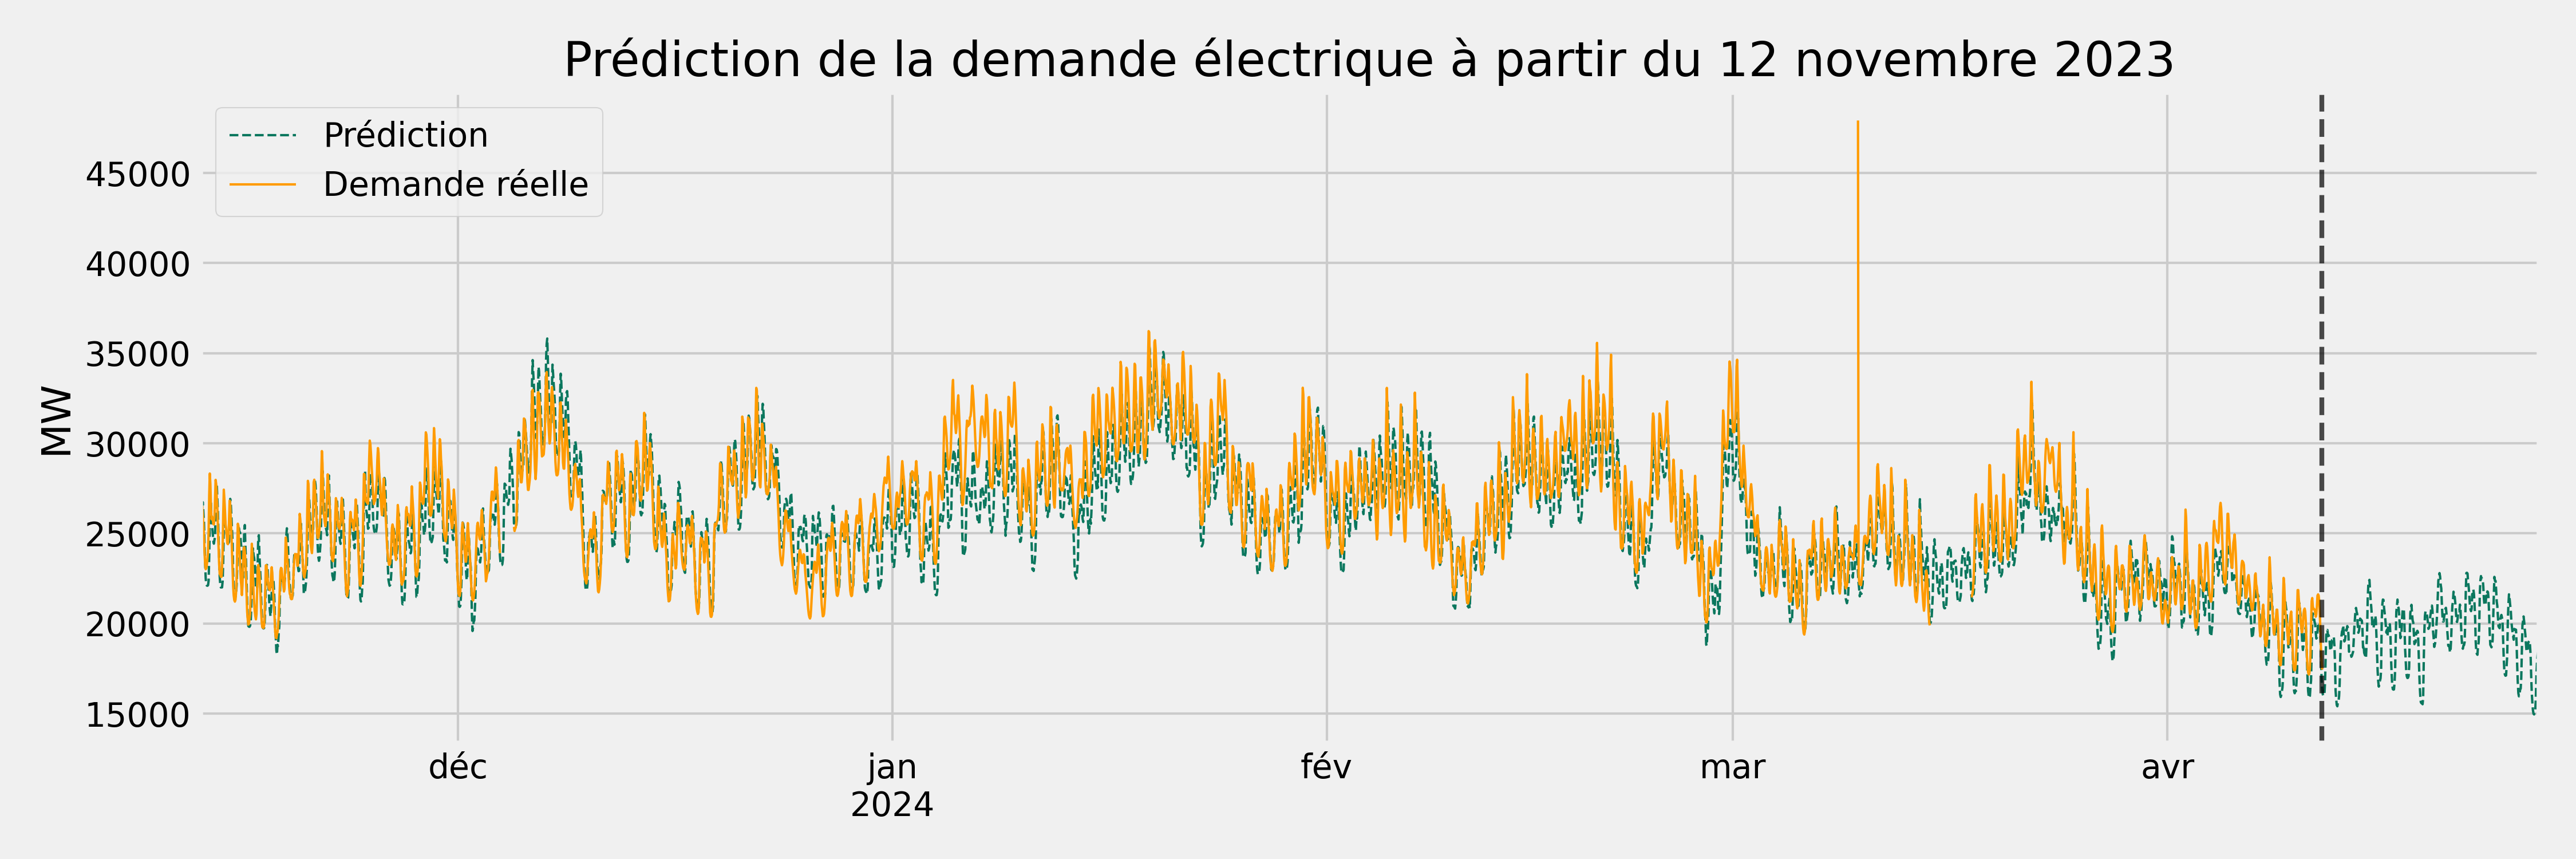 Prédiction de la demande électrique à partir du 12 novembre 2023
Prédiction
Demande réelle
45000
40000
35000
30000
25000
20000
15000
MW
déc
jan
fév
mar
avr
2024